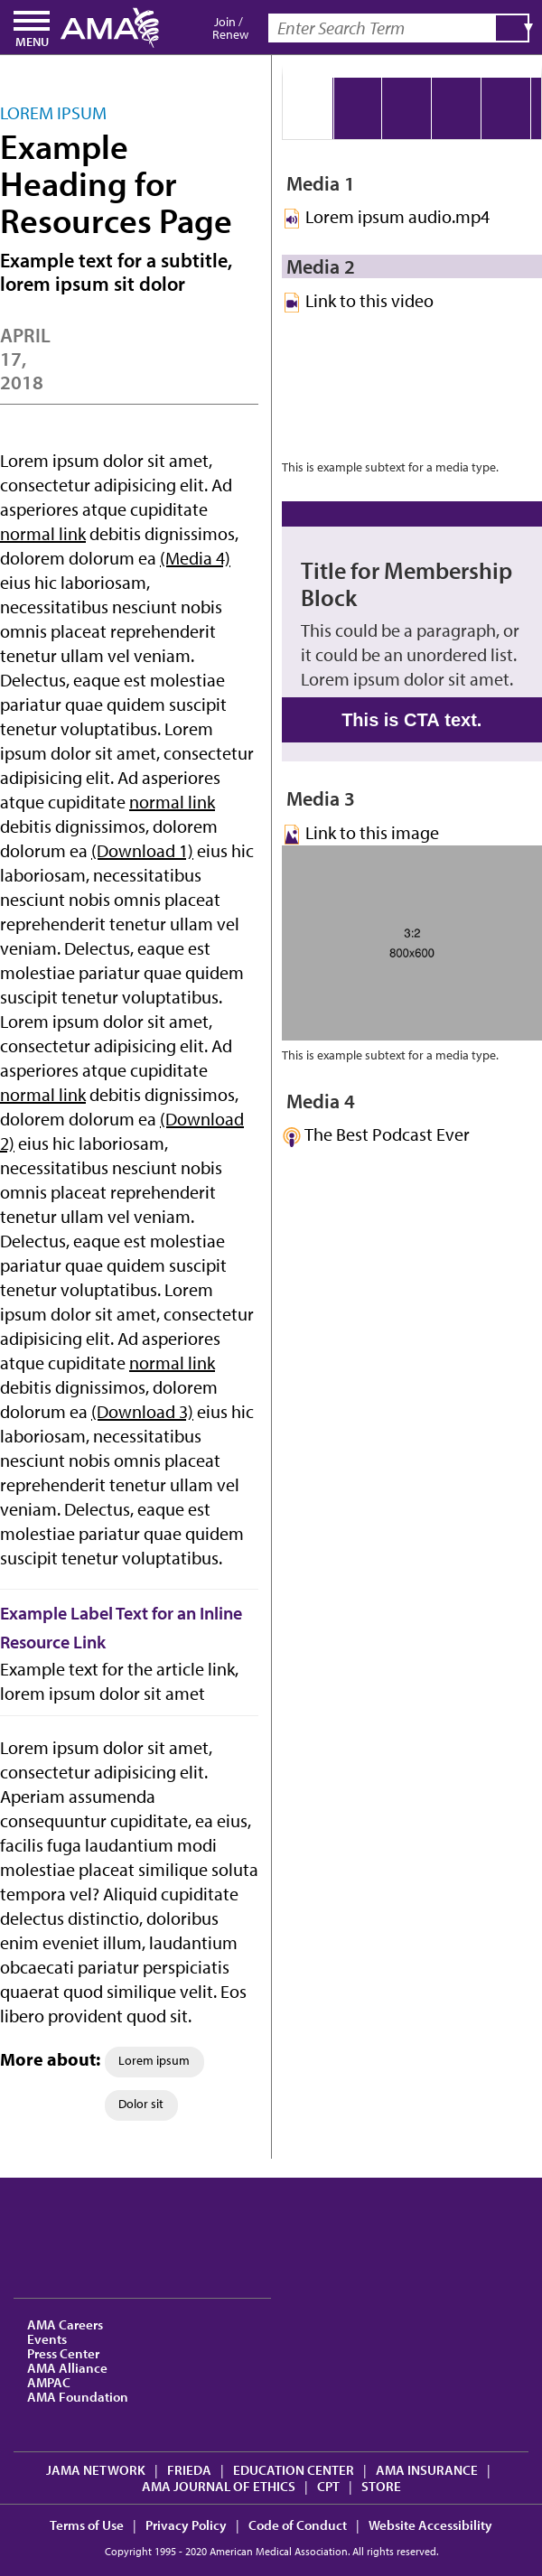 MENU
AMA
Join /
Renew
Enter Search Term
▼
LOREM IPSUM
Example
Heading for
Resources Page
Example text for a subtitle,
lorem ipsum sit dolor
APRIL
17,
2018
Lorem ipsum dolor sit amet,
consectetur adipisicing elit. Ad
asperiores atque cupiditate
normal link debitis dignissimos,
dolorem dolorum ea (Media 4)
eius hic laboriosam,
necessitatibus nesciunt nobis
omnis placeat reprehenderit
tenetur ullam vel veniam.
Delectus, eaque est molestiae
pariatur quae quidem suscipit
tenetur voluptatibus. Lorem
ipsum dolor sit amet, consectetur
adipisicing elit. Ad asperiores
atque cupiditate normal link
debitis dignissimos, dolorem
dolorum ea (Download 1) eius hic
laboriosam, necessitatibus
nesciunt nobis omnis placeat
reprehenderit tenetur ullam vel
veniam. Delectus, eaque est
molestiae pariatur quae quidem
suscipit tenetur voluptatibus.
Lorem ipsum dolor sit amet,
consectetur adipisicing elit. Ad
asperiores atque cupiditate
normal link debitis dignissimos,
dolorem dolorum ea (Download
2) eius hic laboriosam,
necessitatibus nesciunt nobis
omnis placeat reprehenderit
tenetur ullam vel veniam.
Delectus, eaque est molestiae
pariatur quae quidem suscipit
tenetur voluptatibus. Lorem
ipsum dolor sit amet, consectetur
adipisicing elit. Ad asperiores
atque cupiditate normal link
debitis dignissimos, dolorem
dolorum ea (Download 3) eius hic
laboriosam, necessitatibus
nesciunt nobis omnis placeat
reprehenderit tenetur ullam vel
veniam. Delectus, eaque est
molestiae pariatur quae quidem
suscipit tenetur voluptatibus.
Example Label Text for an Inline
Resource Link
Example text for the article link,
lorem ipsum dolor sit amet
Lorem ipsum dolor sit amet,
consectetur adipisicing elit.
Aperiam assumenda
consequuntur cupiditate, ea eius,
facilis fuga laudantium modi
molestiae placeat similique soluta
tempora vel? Aliquid cupiditate
delectus distinctio, doloribus
enim eveniet illum, laudantium
obcaecati pariatur perspiciatis
quaerat quod similique velit. Eos
libero provident quod sit.
More about: Lorem ipsum
Dolor sit
Media 1
Lorem ipsum audio.mp4
Media 2
Link to this video
This is example subtext for a media type.
Title for Membership
Block
This could be a paragraph, or
it could be an unordered list.
Lorem ipsum dolor sit amet.
This is CTA text.
Media 3
Link to this image
3:2
800x600
This is example subtext for a media type.
Media 4
The Best Podcast Ever
AMA Careers
Events
Press Center
AMA Alliance
AMPAC
AMA Foundation
JAMA NETWORK | FRIEDA | EDUCATION CENTER | AMA INSURANCE |
AMA JOURNAL OF ETHICS | CPT | STORE
Terms of Use | Privacy Policy | Code of Conduct | Website Accessibility
Copyright 1995 - 2020 American Medical Association. All rights reserved.